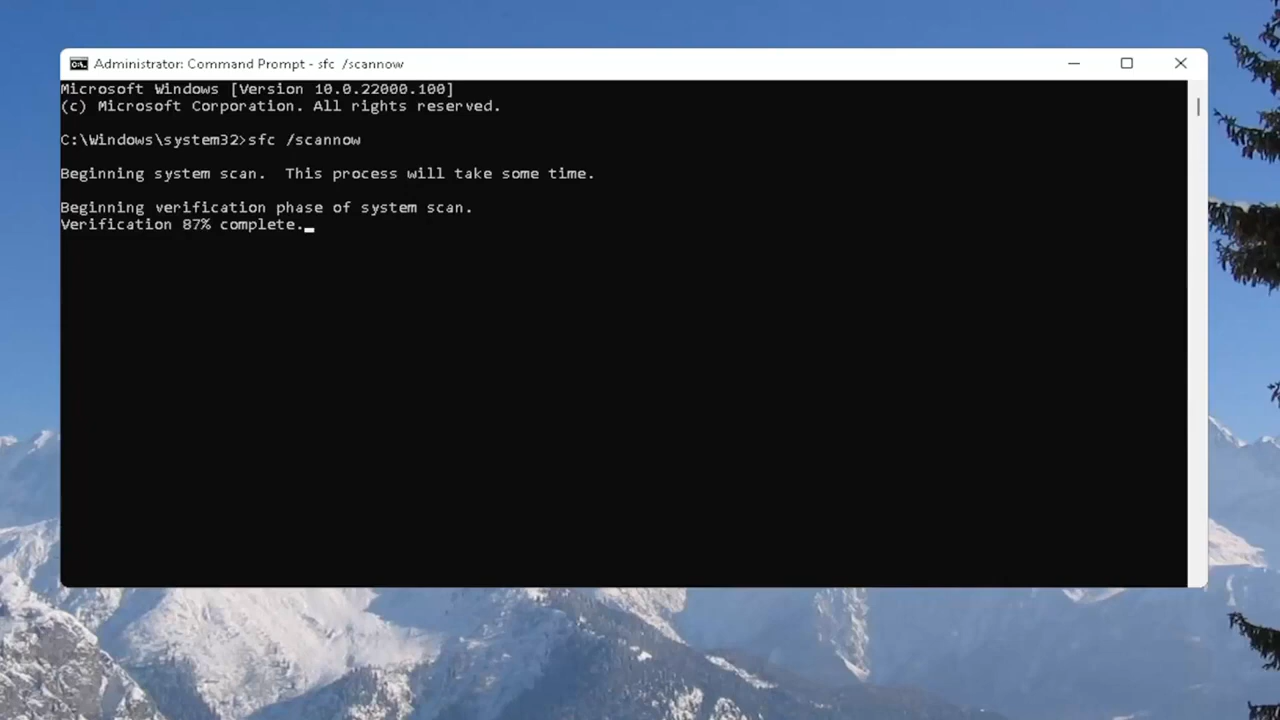 Administrator: Command Prompt - sfc  /scannow
Microsoft Windows [Version 10.0.22000.100]
(c) Microsoft Corporation. All rights reserved.
C:\Windows\system32>sfc /scannow
Beginning system scan.  This process will take some time.
Beginning verification phase of system scan.
Verification 87% complete.